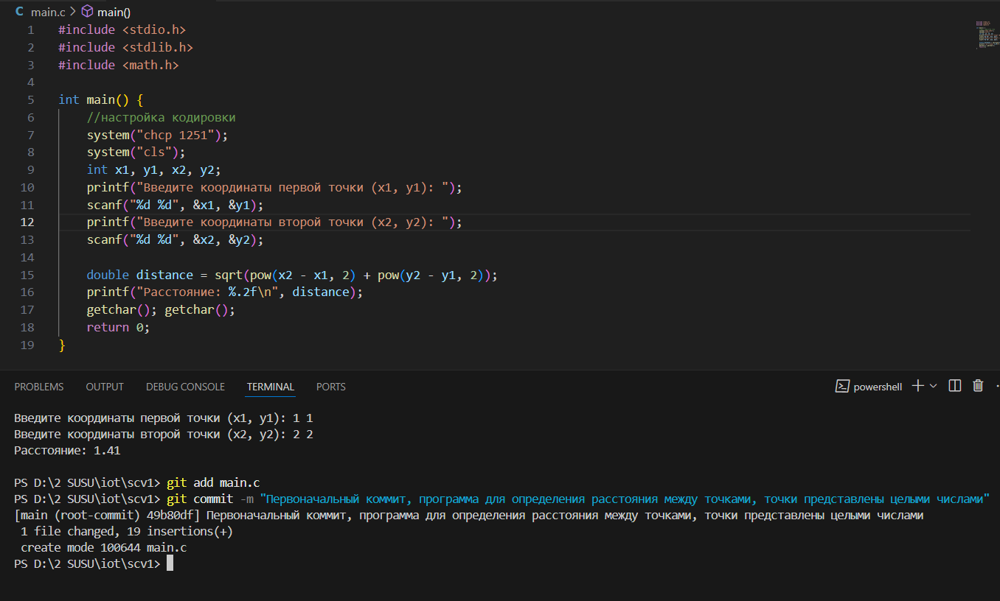 C main.c > main()
1 #include <stdio.h>
2 #include <stdlib.h>
3 #include <math.h>
4
5 int main() {
6     //настройка кодировки
7     system("chcp 1251");
8     system("cls");
9     int x1, y1, x2, y2;
10     printf("Введите координаты первой точки (x1, y1): ");
11     scanf("%d %d", &x1, &y1);
12     printf("Введите координаты второй точки (x2, y2): ");
13     scanf("%d %d", &x2, &y2);
14
15     double distance = sqrt(pow(x2 - x1, 2) + pow(y2 - y1, 2));
16     printf("Расстояние: %.2f\n", distance);
17     getchar(); getchar();
18     return 0;
19 }
PROBLEMS OUTPUT DEBUG CONSOLE TERMINAL PORTS powershell
Введите координаты первой точки (x1, y1): 1 1
Введите координаты второй точки (x2, y2): 2 2
Расстояние: 1.41
PS D:\2 SUSU\iot\scv1> git add main.c
PS D:\2 SUSU\iot\scv1> git commit -m "Первоначальный коммит, программа для определения расстояния между точками, точки представлены целыми числами"
[main (root-commit) 49b80df] Первоначальный коммит, программа для определения расстояния между точками, точки представлены целыми числами
 1 file changed, 19 insertions(+)
 create mode 100644 main.c
PS D:\2 SUSU\iot\scv1>